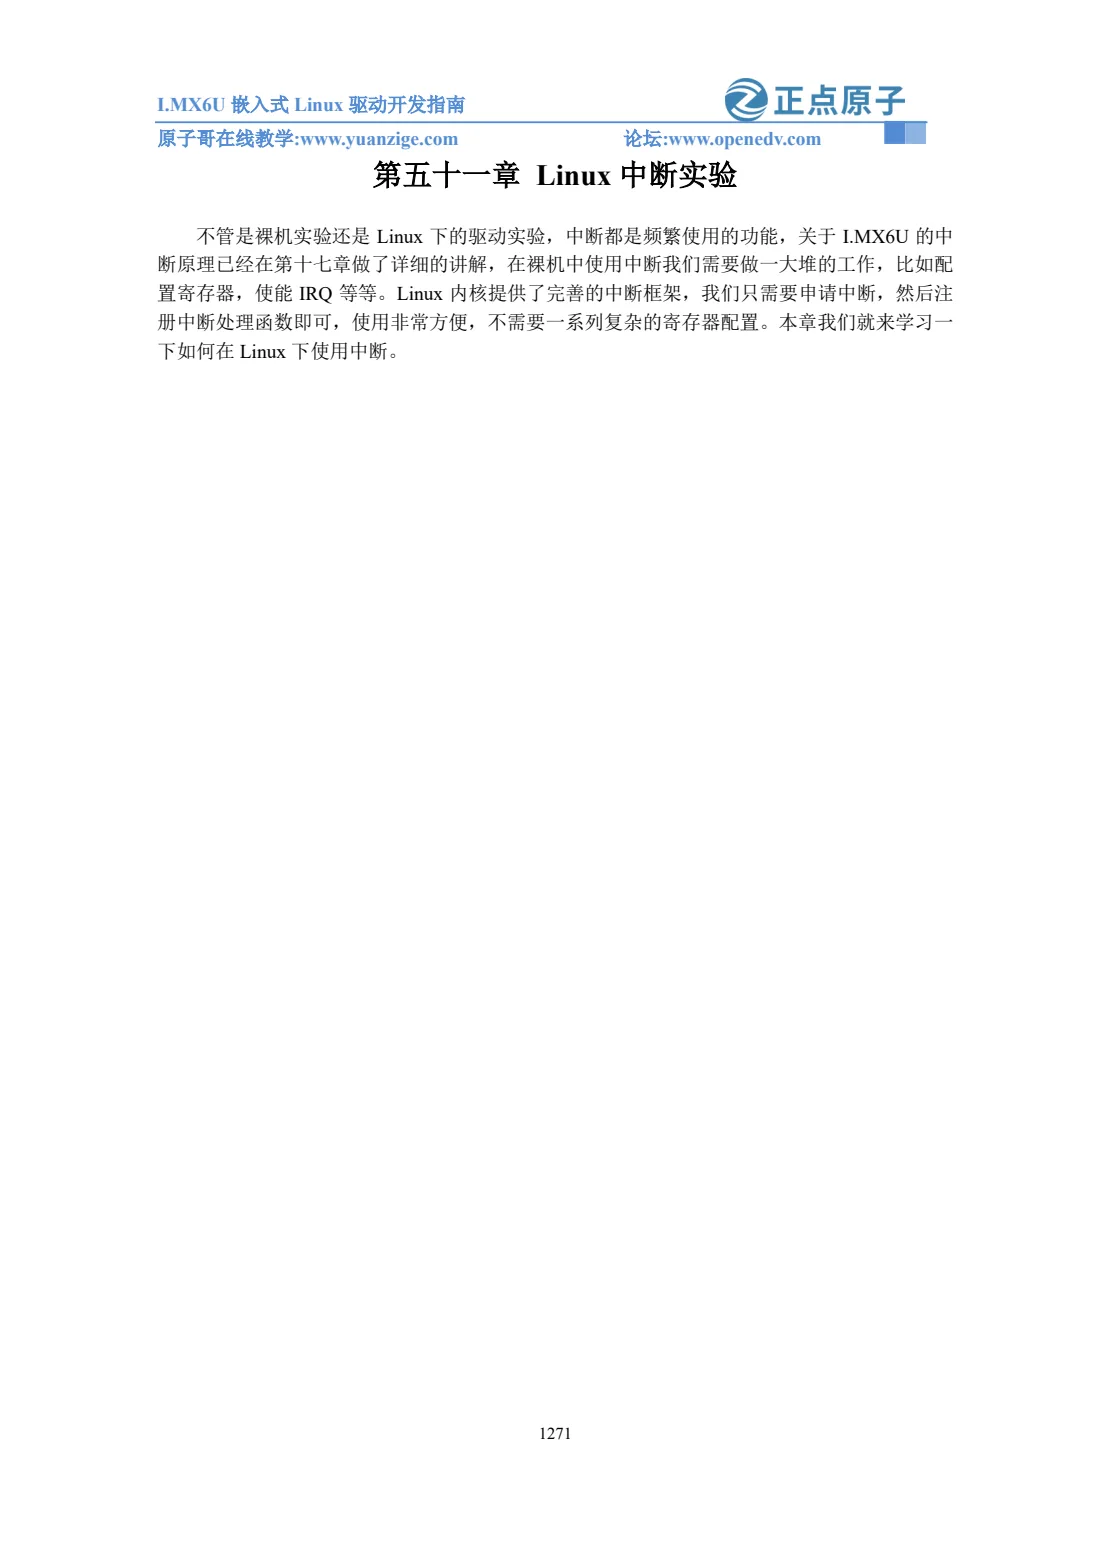 I.MX6U 嵌入式 Linux 驱动开发指南
正点原子
原子哥在线教学:www.yuanzige.com 论坛:www.openedv.com
第五十一章 Linux 中断实验
不管是裸机实验还是 Linux 下的驱动实验，中断都是频繁使用的功能，关于 I.MX6U 的中
断原理已经在第十七章做了详细的讲解，在裸机中使用中断我们需要做一大堆的工作，比如配
置寄存器，使能 IRQ 等等。Linux 内核提供了完善的中断框架，我们只需要申请中断，然后注
册中断处理函数即可，使用非常方便，不需要一系列复杂的寄存器配置。本章我们就来学习一
下如何在 Linux 下使用中断。
1271